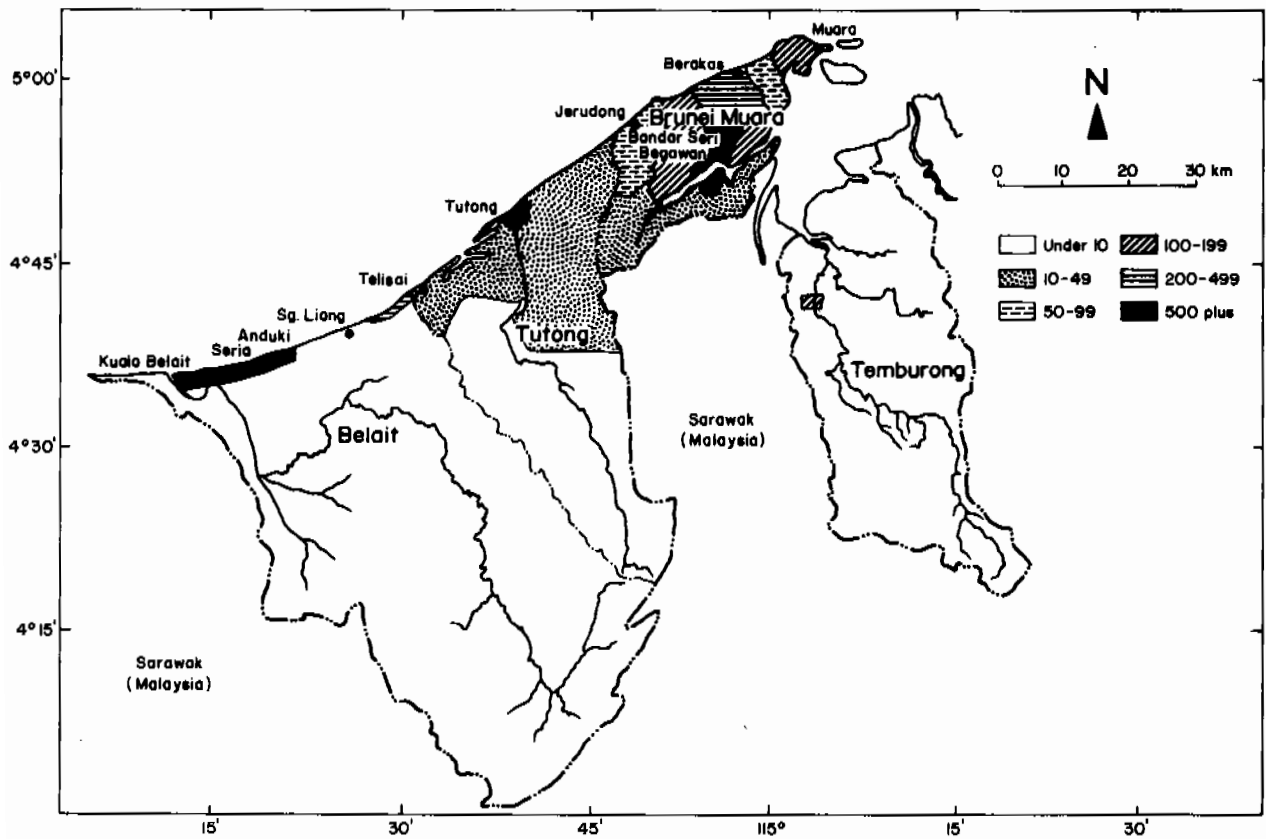 Muara
Berakas
5°00'
N
Jerudong
Brunei Muara
Bandar Seri
Begawan
0 10 20 30 km
Tutong
Under 10
100-199
4°45'
10-49
200-499
Telisai
50-99
500 plus
Sg. Liang
Anduki
Tutong
Seria
Kuala Belait
Temburong
Sarawak
(Malaysia)
4°30'
Belait
4°15'
Sarawak
(Malaysia)
15' 30' 45' 115° 15' 30'